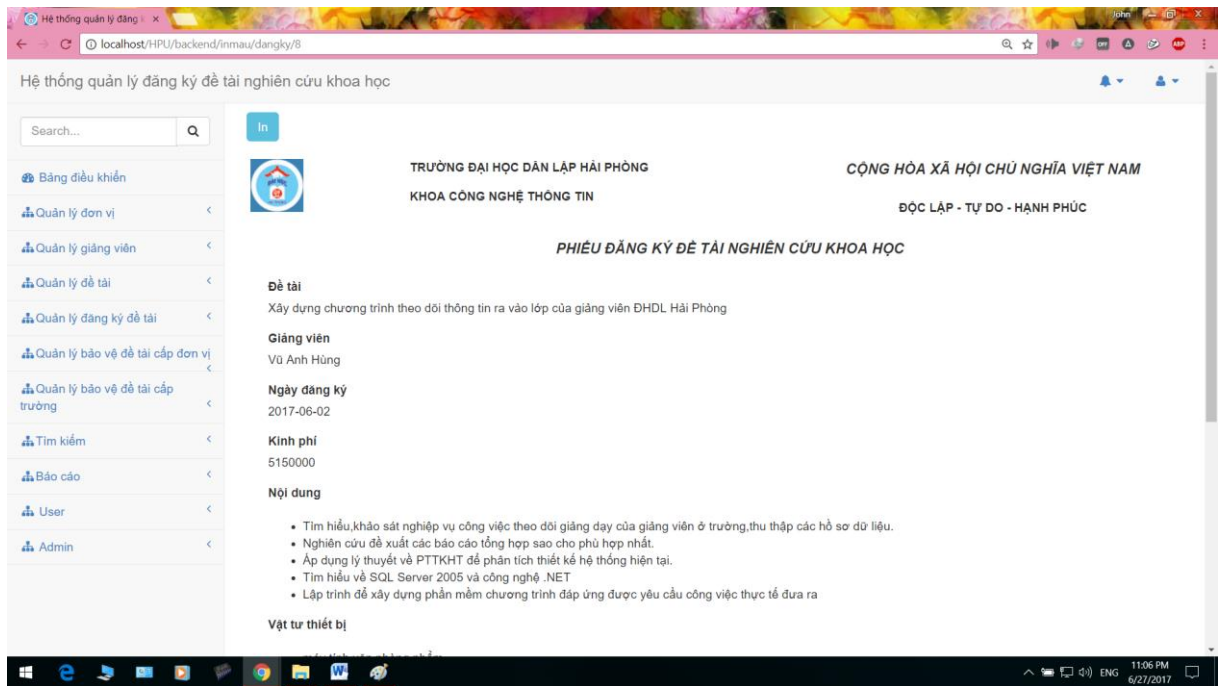 Hệ thống quản lý đăng k
John
localhost/HPU/backend/inmau/dangky/8
Hệ thống quản lý đăng ký đề tài nghiên cứu khoa học
Search...
Bảng điều khiển
Quản lý đơn vị
Quản lý giảng viên
Quản lý đề tài
Quản lý đăng ký đề tài
Quản lý bảo vệ đề tài cấp đơn vị
Quản lý bảo vệ đề tài cấp
trường
Tìm kiếm
Báo cáo
User
Admin
In
TRƯỜNG ĐẠI HỌC DÂN LẬP HẢI PHÒNG
KHOA CÔNG NGHỆ THÔNG TIN
CỘNG HÒA XÃ HỘI CHỦ NGHĨA VIỆT NAM
ĐỘC LẬP - TỰ DO - HẠNH PHÚC
PHIẾU ĐĂNG KÝ ĐỀ TÀI NGHIÊN CỨU KHOA HỌC
Đề tài
Xây dựng chương trình theo dõi thông tin ra vào lớp của giảng viên ĐHDL Hải Phòng
Giảng viên
Vũ Anh Hùng
Ngày đăng ký
2017-06-02
Kinh phí
5150000
Nội dung
Tìm hiểu,khảo sát nghiệp vụ công việc theo dõi giảng dạy của giảng viên ở trường,thu thập các hồ sơ dữ liệu.
Nghiên cứu đề xuất các báo cáo tổng hợp sao cho phù hợp nhất.
Áp dụng lý thuyết về PTTKHT để phân tích thiết kế hệ thống hiện tại.
Tìm hiểu về SQL Server 2005 và công nghệ .NET
Lập trình để xây dựng phần mềm chương trình đáp ứng được yêu cầu công việc thực tế đưa ra
Vật tư thiết bị
ENG
11:06 PM
6/27/2017